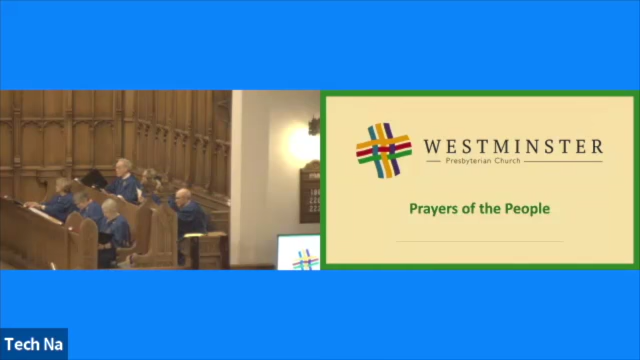 WESTMINSTER
Presbyterian Church
Prayers of the People
Tech Na